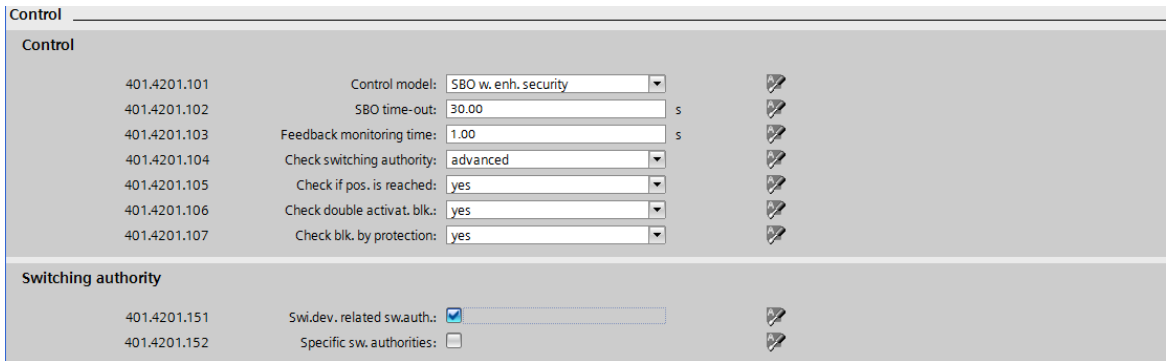 Control
Control
401.4201.101 Control model: SBO w. enh. security
401.4201.102 SBO time-out: 30.00 s
401.4201.103 Feedback monitoring time: 1.00 s
401.4201.104 Check switching authority: advanced
401.4201.105 Check if pos. is reached: yes
401.4201.106 Check double activat. blk.: yes
401.4201.107 Check blk. by protection: yes
Switching authority
401.4201.151 Swi.dev. related sw.auth.:
401.4201.152 Specific sw. authorities: